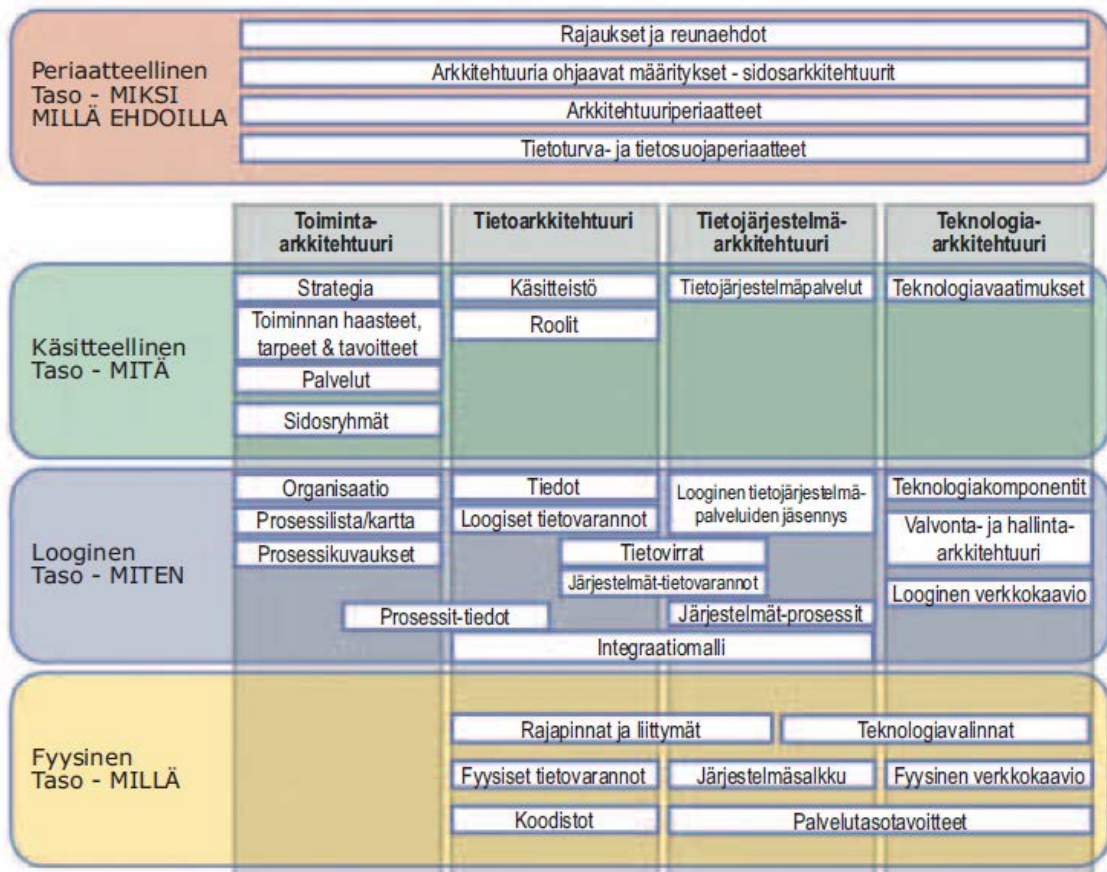 Periaatteellinen
Taso - MIKSI
MILLÄ EHDOILLA
Rajaukset ja reunaehdot
Arkkitehtuuria ohjaavat määritykset - sidosarkkitehtuurit
Arkkitehtuuriperiaatteet
Tietoturva- ja tietosuojaperiaatteet
Toiminta-
arkkitehtuuri
Tietoarkkitehtuuri
Tietojärjestelmä-
arkkitehtuuri
Teknologia-
arkkitehtuuri
Käsitteellinen
Taso - MITÄ
Strategia
Toiminnan haasteet,
tarpeet & tavoitteet
Palvelut
Sidosryhmät
Käsitteistö
Roolit
Tietojärjestelmäpalvelut
Teknologiavaatimukset
Looginen
Taso - MITEN
Organisaatio
Prosessilista/kartta
Prosessikuvaukset
Tiedot
Loogiset tietovarannot
Looginen tietojärjestelmä-
palveluiden jäsennys
Tietovirrat
Järjestelmät-tietovarannot
Prosessit-tiedot
Järjestelmät-prosessit
Integraatiomalli
Teknologiakomponentit
Valvonta- ja hallinta-
arkkitehtuuri
Looginen verkkokaavio
Fyysinen
Taso - MILLÄ
Rajapinnat ja liittymät
Teknologiavalinnat
Fyysiset tietovarannot
Järjestelmäsalkku
Fyysinen verkkokaavio
Koodistot
Palvelutasotavoitteet